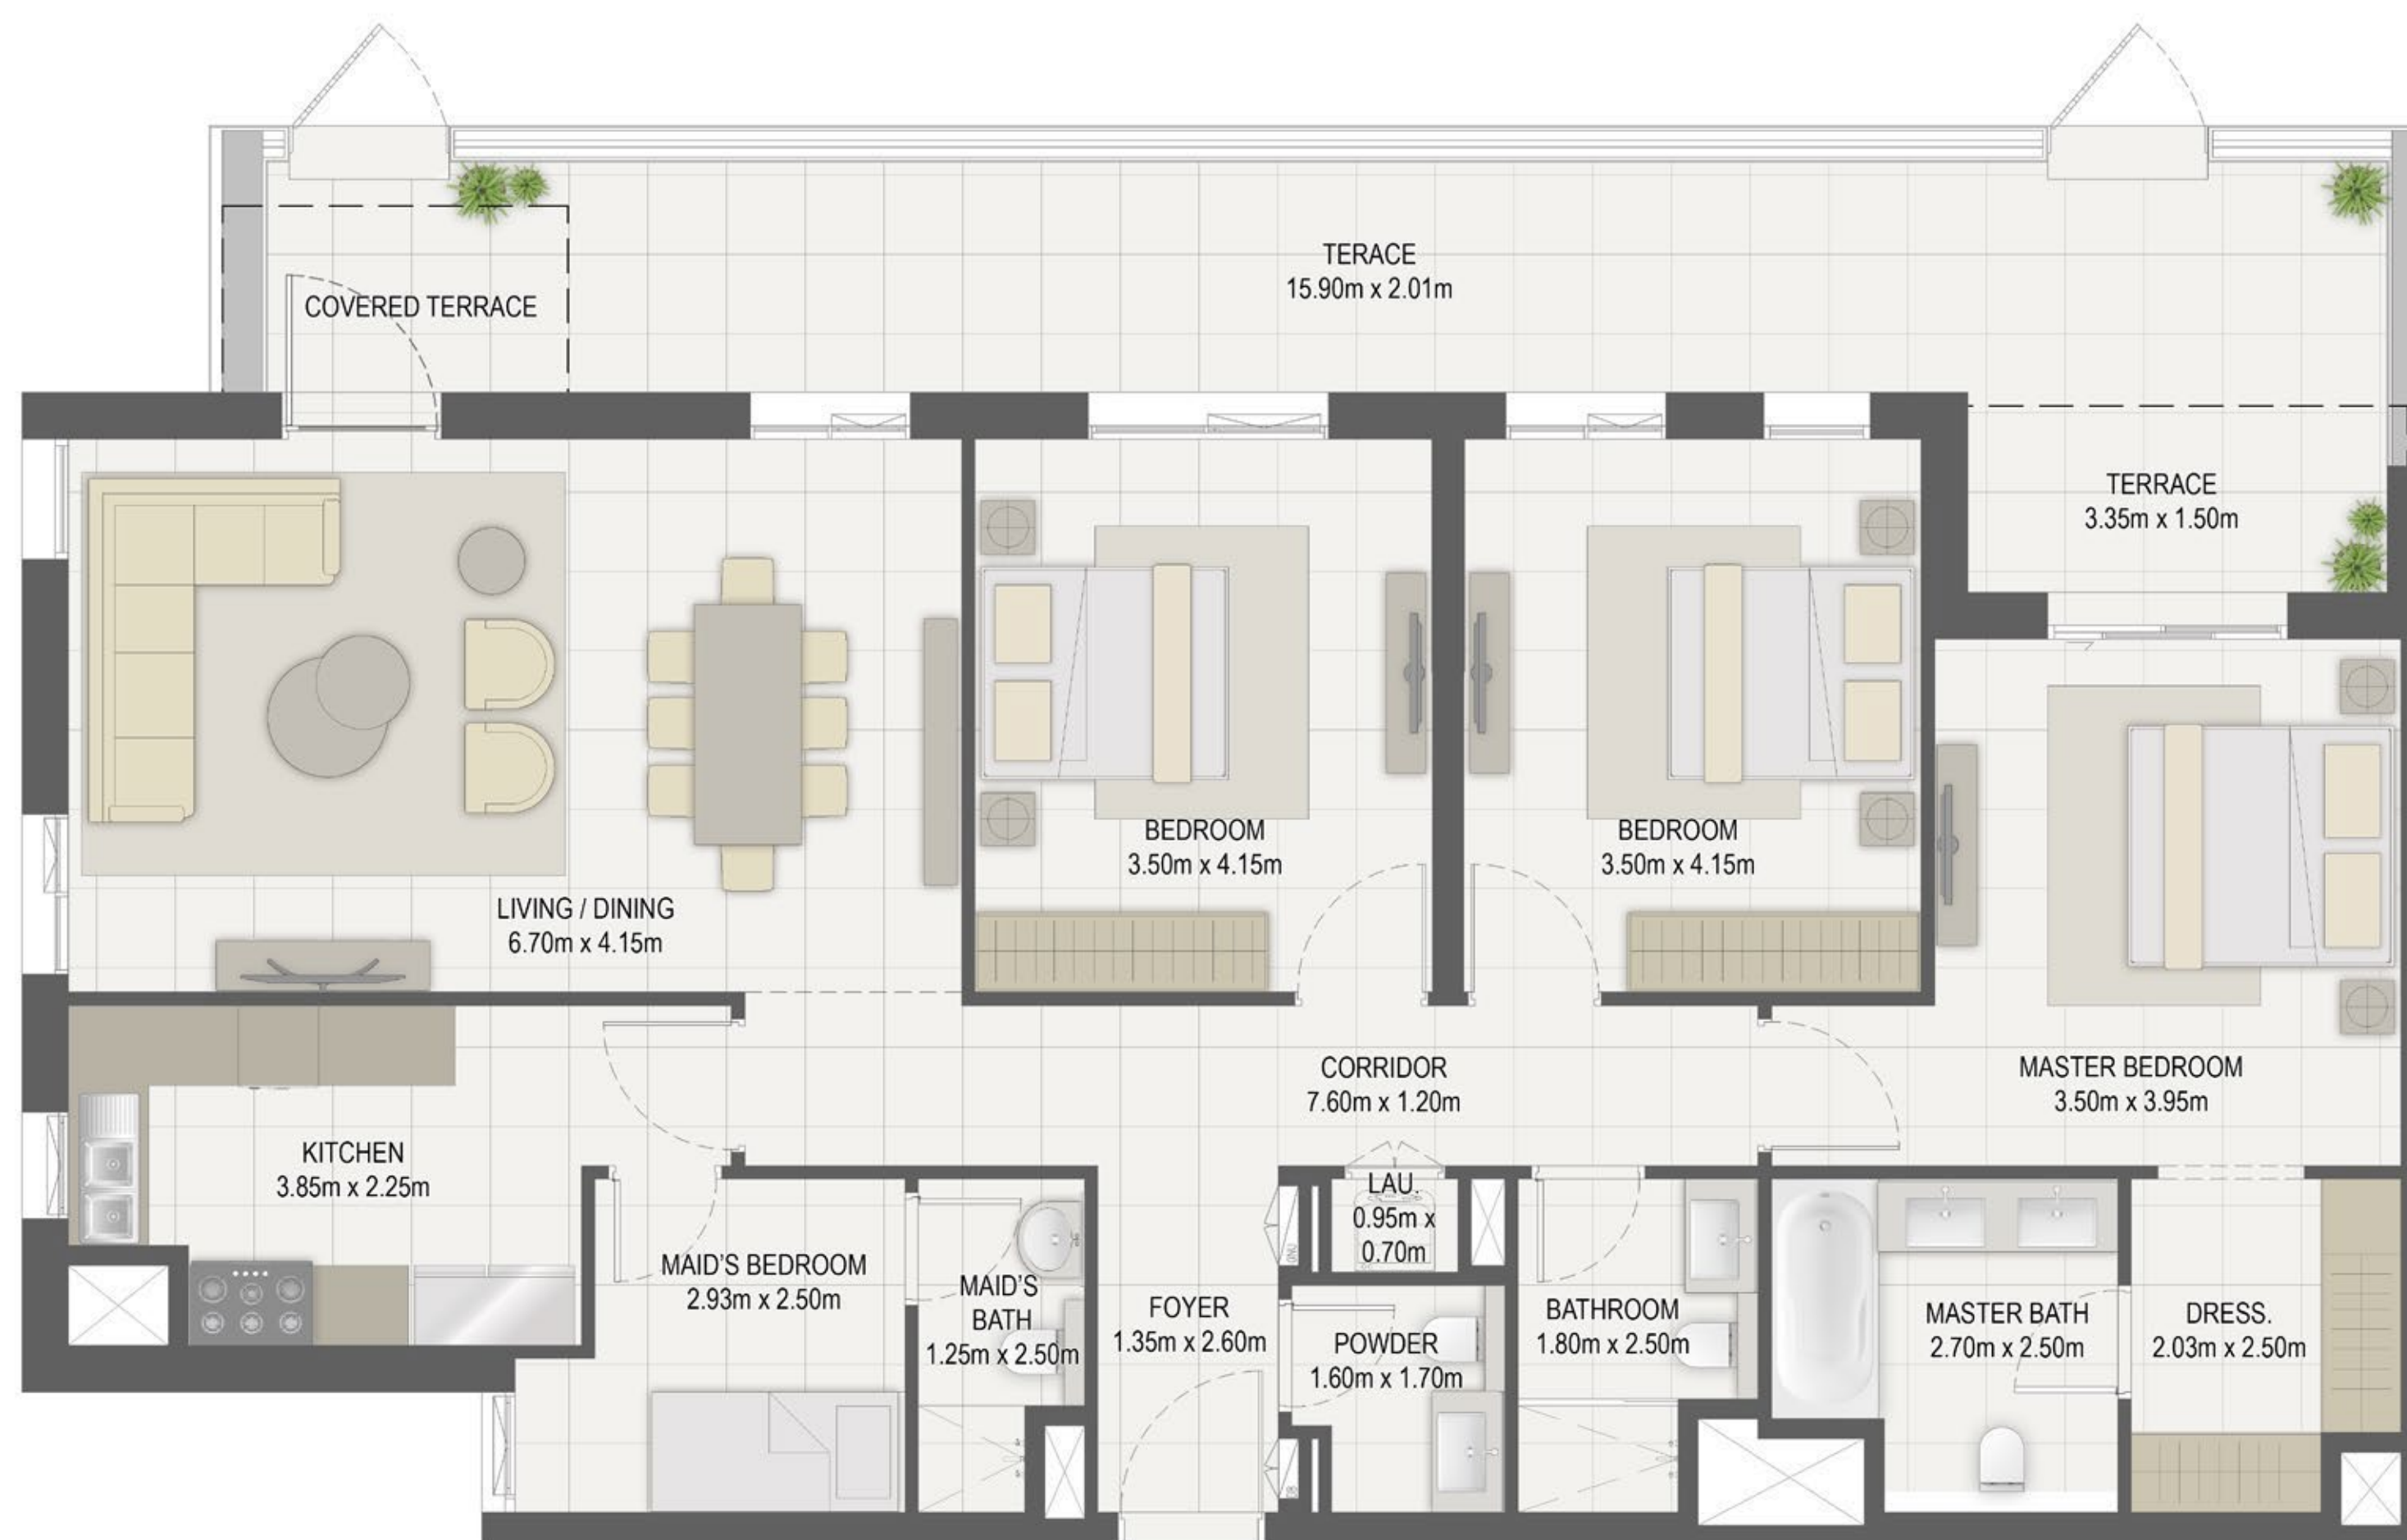 TERACE
15.90m x 2.01m
COVERED TERRACE
TERRACE
3.35m x 1.50m
BEDROOM
3.50m x 4.15m
BEDROOM
3.50m x 4.15m
LIVING / DINING
6.70m x 4.15m
CORRIDOR
7.60m x 1.20m
MASTER BEDROOM
3.50m x 3.95m
KITCHEN
3.85m x 2.25m
LAU.
0.95m x
0.70m
MAID'S BEDROOM
2.93m x 2.50m
MAID'S
BATH
1.25m x 2.50m
FOYER
1.35m x 2.60m
POWDER
1.60m x 1.70m
BATHROOM
1.80m x 2.50m
MASTER BATH
2.70m x 2.50m
DRESS.
2.03m x 2.50m